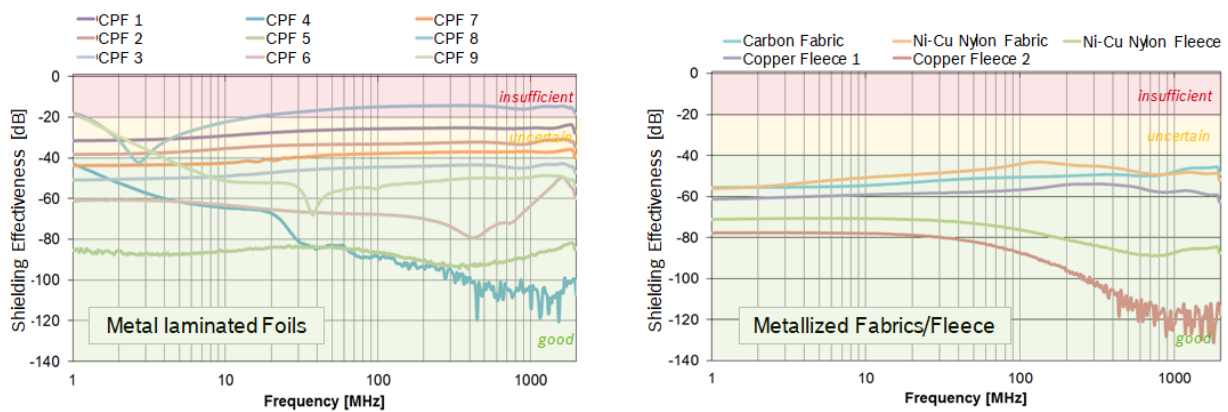 CPF 1 CPF 4 CPF 7
CPF 2 CPF 5 CPF 8
CPF 3 CPF 6 CPF 9
Shielding Effectiveness [dB]
0
-20
-40
-60
-80
-100
-120
-140
insufficient
uncertain
good
Metal laminated Foils
1 10 100 1000
Frequency [MHz]
Carbon Fabric Ni-Cu Nylon Fabric Ni-Cu Nylon Fleece
Copper Fleece 1 Copper Fleece 2
Shielding Effectiveness [dB]
0
-20
-40
-60
-80
-100
-120
-140
insufficient
uncertain
good
Metallized Fabrics/Fleece
1 10 100 1000
Frequency [MHz]